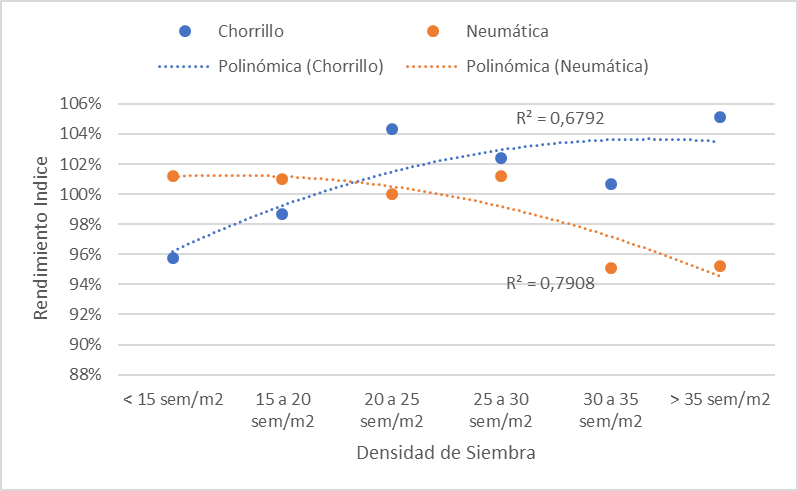 Chorrillo
Neumática
Polinómica (Chorrillo)
Polinómica (Neumática)
106%
104%
102%
100%
98%
96%
94%
92%
90%
88%
Rendimiento Indice
R² = 0,6792
R² = 0,7908
< 15 sem/m2
15 a 20
sem/m2
20 a 25
sem/m2
25 a 30
sem/m2
30 a 35
sem/m2
> 35 sem/m2
Densidad de Siembra